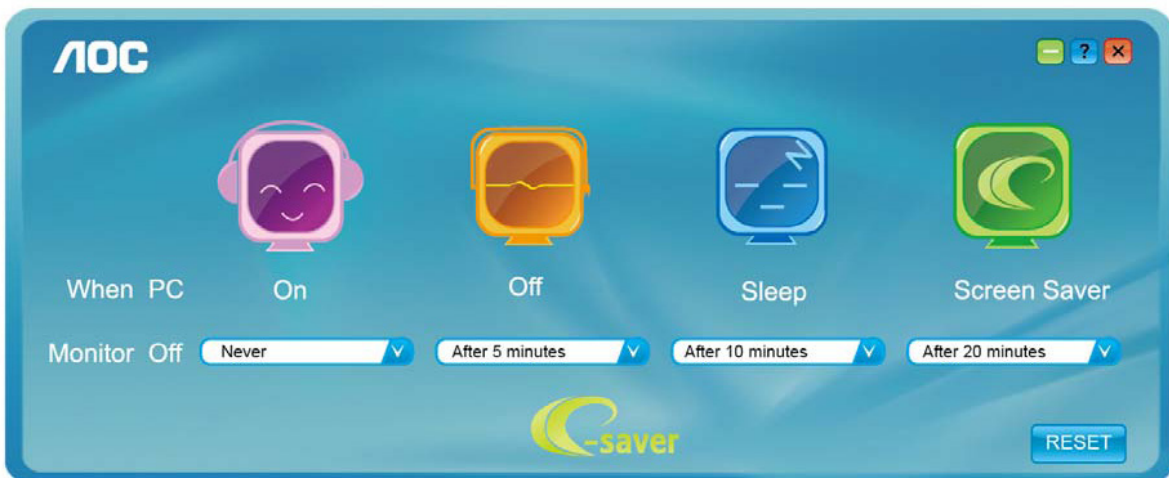 AOC
?
When PC On Off Sleep Screen Saver
Monitor Off Never After 5 minutes After 10 minutes After 20 minutes
e-saver
RESET